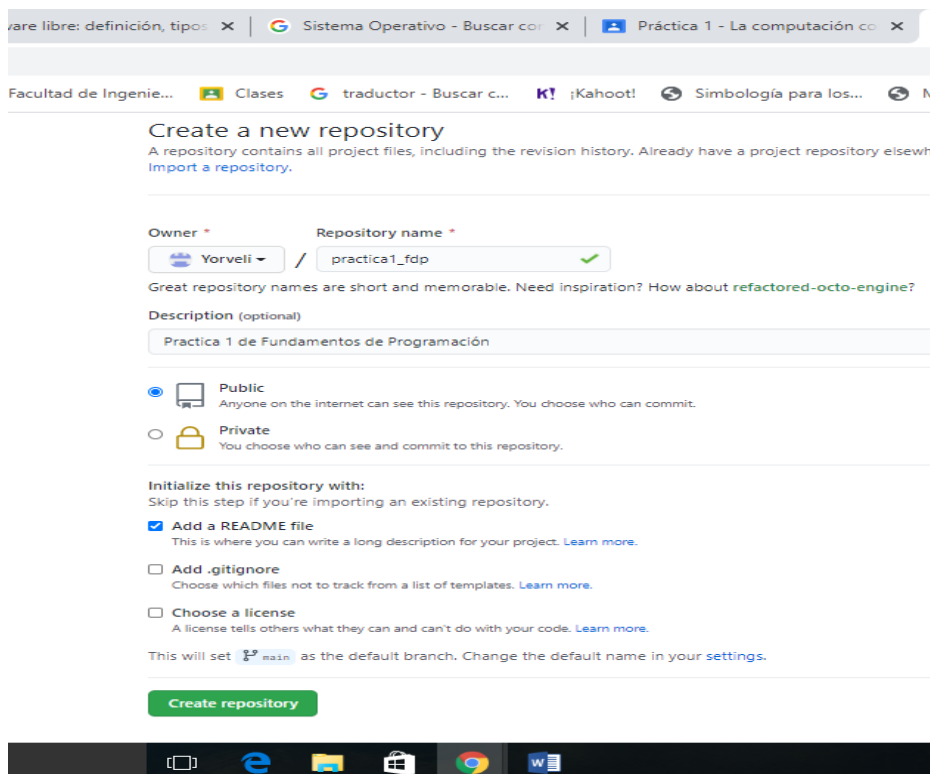 vare libre: definición, tipos
Sistema Operativo - Buscar con
Práctica 1 - La computación co
Facultad de Ingenie...
Clases
traductor - Buscar c...
K! ¡Kahoot!
Simbología para los...
Create a new repository
A repository contains all project files, including the revision history. Already have a project repository elsewh
Import a repository.
Owner *
Repository name *
Yorveli / practica1_fdp
Great repository names are short and memorable. Need inspiration? How about refactored-octo-engine?
Description (optional)
Practica 1 de Fundamentos de Programación
Public
Anyone on the internet can see this repository. You choose who can commit.
Private
You choose who can see and commit to this repository.
Initialize this repository with:
Skip this step if you're importing an existing repository.
Add a README file
This is where you can write a long description for your project. Learn more.
Add .gitignore
Choose which files not to track from a list of templates. Learn more.
Choose a license
A license tells others what they can and can't do with your code. Learn more.
This will set main as the default branch. Change the default name in your settings.
Create repository